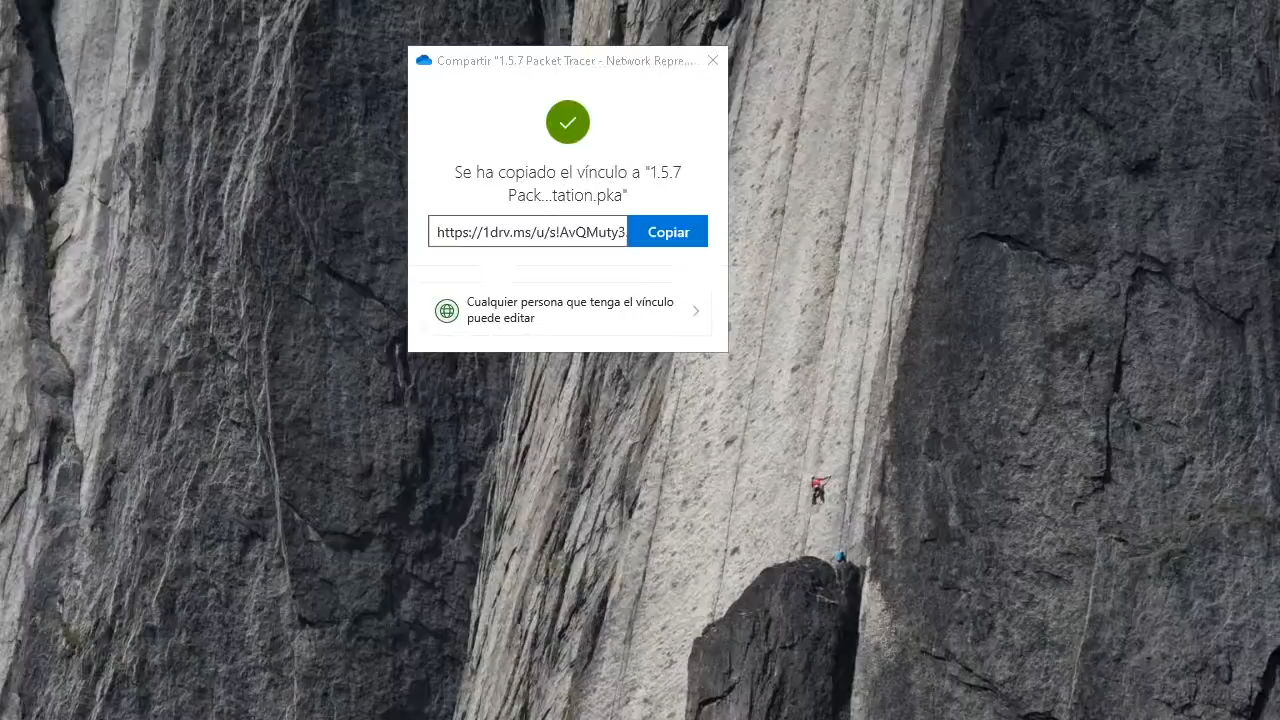 Compartir "1.5.7 Packet Tracer - Network Repre...
Se ha copiado el vínculo a "1.5.7
Pack...tation.pka"
https://1drv.ms/u/s!AvQMuty3.
Copiar
Cualquier persona que tenga el vínculo
puede editar